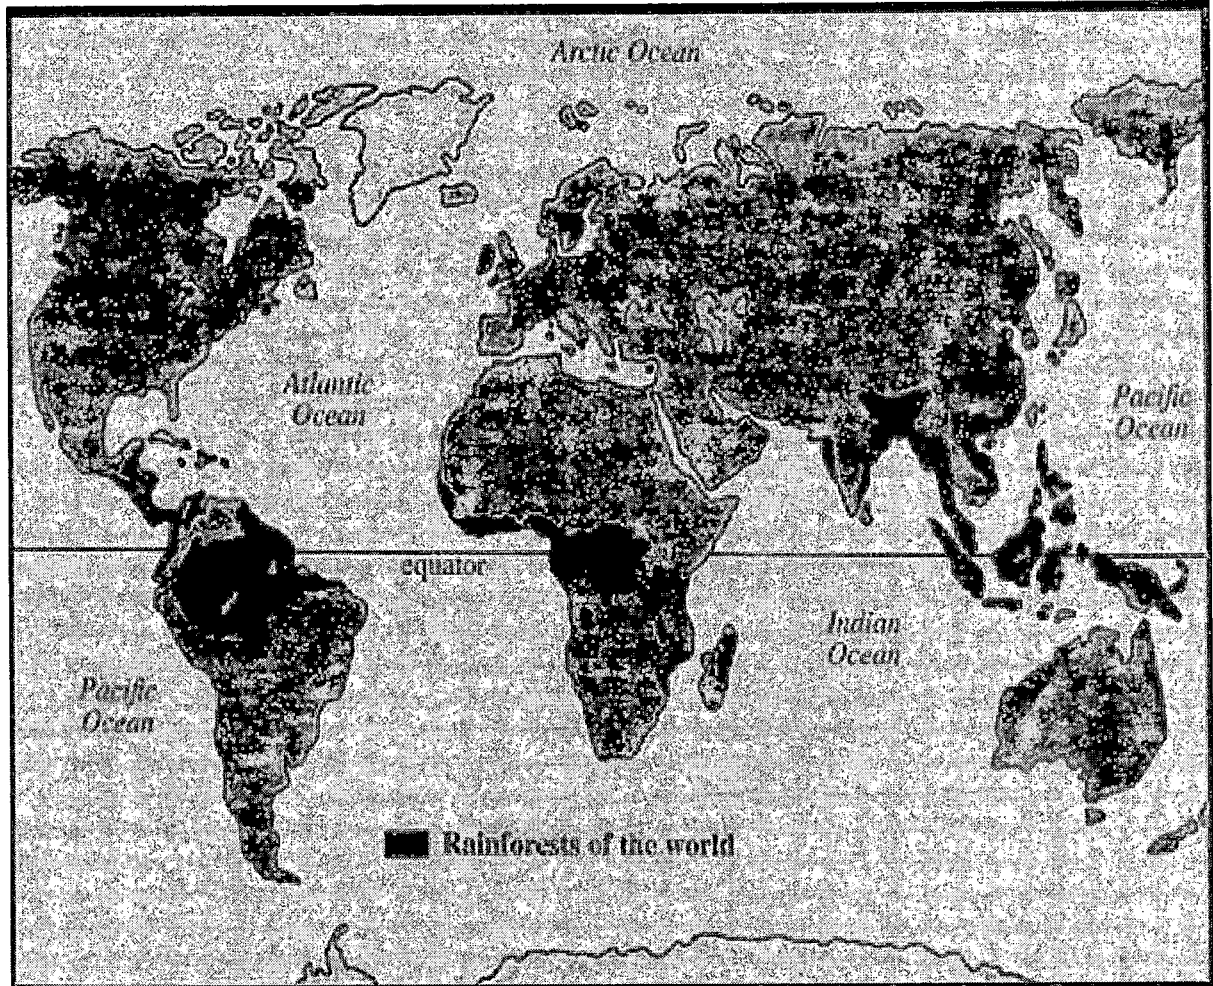 Arctic Ocean
Atlantic
Ocean
Pacific
Ocean
equator
Indian
Ocean
Pacific
Ocean
Rainforests of the world